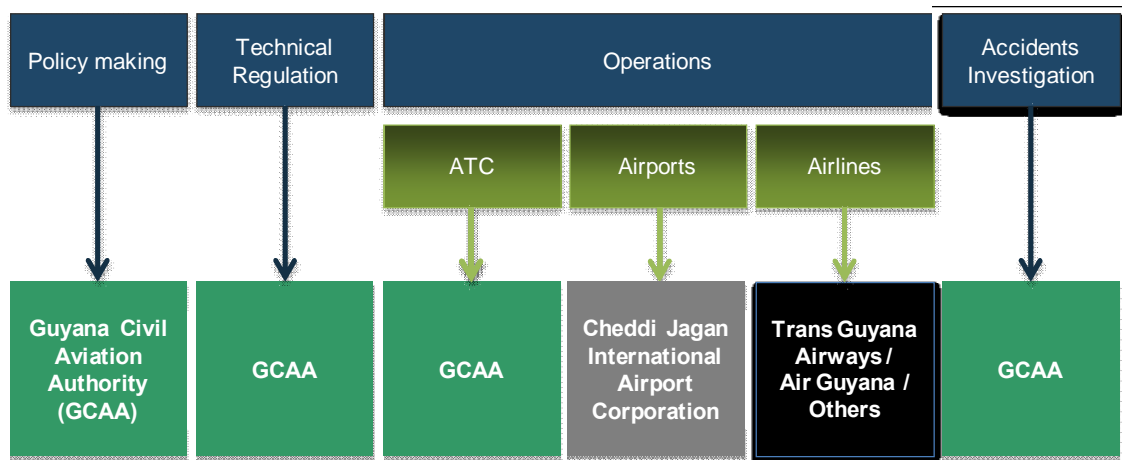 Policy making
Technical
Regulation
Operations
Accidents
Investigation
ATC
Airports
Airlines
Guyana Civil
Aviation
Authority
(GCAA)
GCAA
GCAA
Cheddi Jagan
International
Airport
Corporation
Trans Guyana
Airways /
Air Guyana /
Others
GCAA